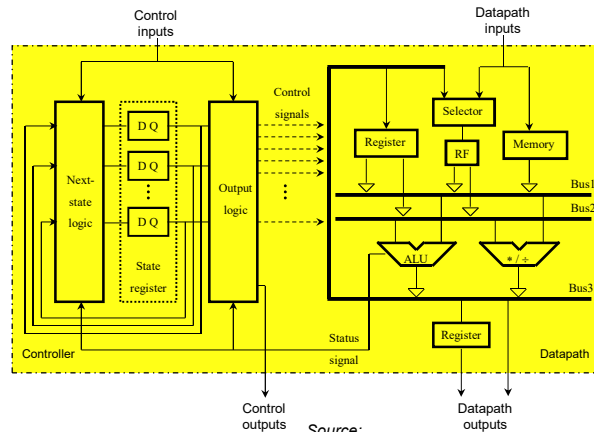 Control
inputs
Datapath
inputs
Control
signals
Selector
Register
RF
Memory
Bus1
Bus2
D Q
D Q
D Q
Next-
state
logic
Output
logic
State
register
ALU
* / ÷
Bus3
Status
signal
Register
Controller
Datapath
Control
outputs
Source:
Datapath
outputs